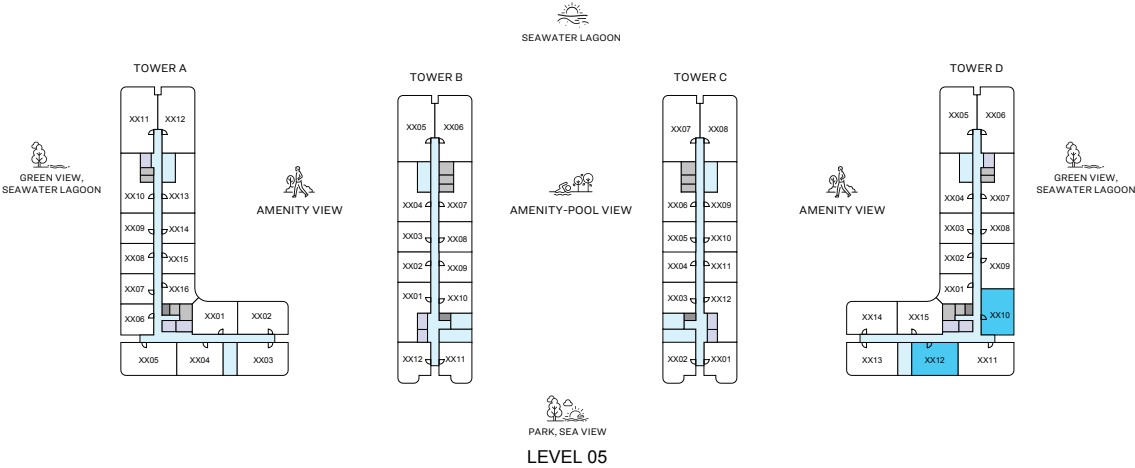 SEAWATER LAGOON
TOWER A
TOWER B
TOWER C
TOWER D
XX11 XX12
XX05 XX06
XX07 XX08
XX05 XX06
GREEN VIEW,
SEAWATER LAGOON
AMENITY VIEW
AMENITY-POOL VIEW
AMENITY VIEW
GREEN VIEW,
SEAWATER LAGOON
XX10 XX13
XX04 XX07
XX06 XX09
XX04 XX07
XX09 XX14
XX03 XX08
XX05 XX10
XX03 XX08
XX08 XX15
XX02 XX09
XX04 XX11
XX02 XX09
XX07 XX16
XX01 XX10
XX03 XX12
XX01 XX10
XX06 XX01 XX02
XX14 XX15
XX05 XX04 XX03
XX12 XX11
XX02 XX01
XX13 XX12 XX11
PARK, SEA VIEW
LEVEL 05